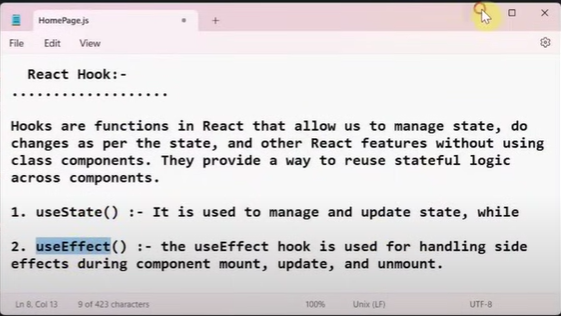 HomePage.js
File Edit View
React Hook:-
...................
Hooks are functions in React that allow us to manage state, do
changes as per the state, and other React features without using
class components. They provide a way to reuse stateful logic
across components.
1. useState() :- It is used to manage and update state, while
2. useEffect() :- the useEffect hook is used for handling side
effects during component mount, update, and unmount.
Ln 8, Col 13 9 of 423 characters 100% Unix (LF) UTF-8